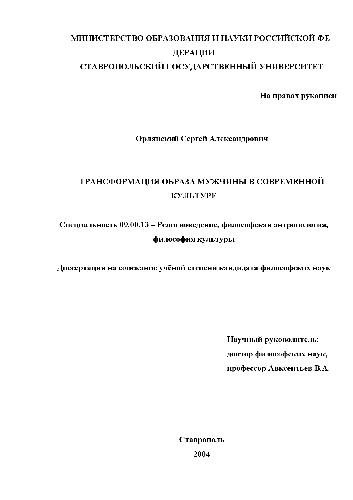 МИНИСТЕРСТВО ОБРАЗОВАНИЯ И НАУКИ РОССИЙСКОЙ ФЕ
ДЕРАЦИИ
СТАВРОПОЛЬСКИЙ ГОСУДАРСТВЕННЫЙ УНИВЕРСИТЕТ
На правах рукописи
Орлянский Сергей Александрович
ТРАНСФОРМАЦИЯ ОБРАЗА МУЖЧИНЫ В СОВРЕМЕННОЙ
КУЛЬТУРЕ
Специальность 09.00.13 – Религиоведение, философская антропология,
философия культуры
Диссертация на соискание учёной степени кандидата философских наук
Научный руководитель:
доктор философских наук,
профессор Авксентьев В.А.
Ставрополь
2004